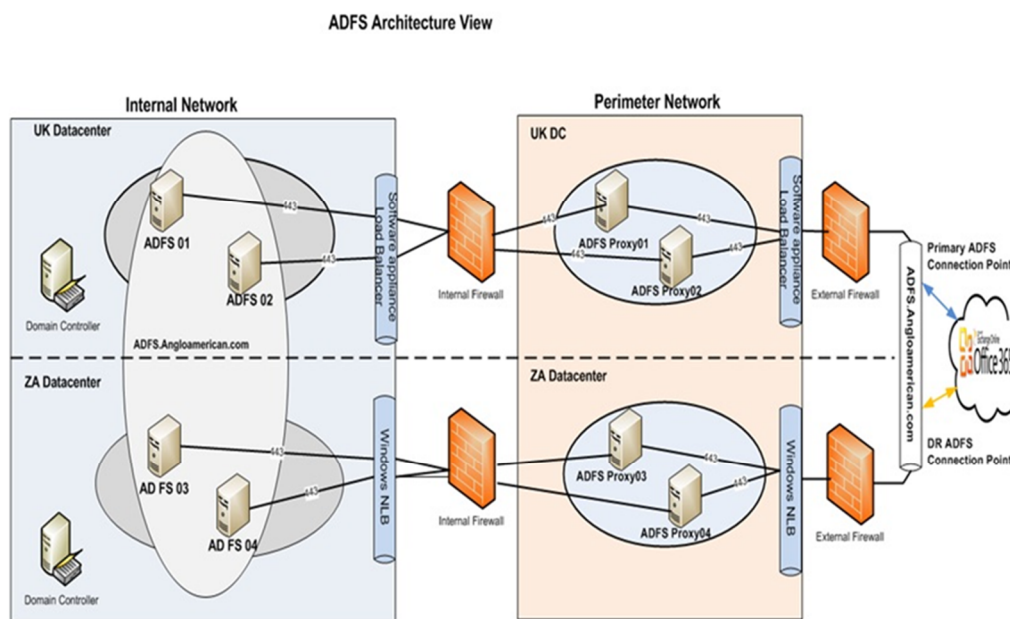 ADFS Architecture View
Internal Network
Perimeter Network
UK Datacenter
UK DC
ADFS 01
443
ADFS 02
443
Domain Controller
ADFS.Angloamerican.com
Software appliance
Load Balancer
Internal Firewall
443
443
ADFS Proxy01
443
ADFS Proxy02
443
Software appliance
Load Balancer
External Firewall
Primary ADFS
Connection Point
ADFS.Angloamerican.com
Exchange Online
Office 365
DR ADFS
Connection Point
ZA Datacenter
ZA Datacenter
AD FS 03
443
AD FS 04
443
Domain Controller
Windows NLB
Internal Firewall
ADFS Proxy03
443
ADFS Proxy04
443
Windows NLB
External Firewall